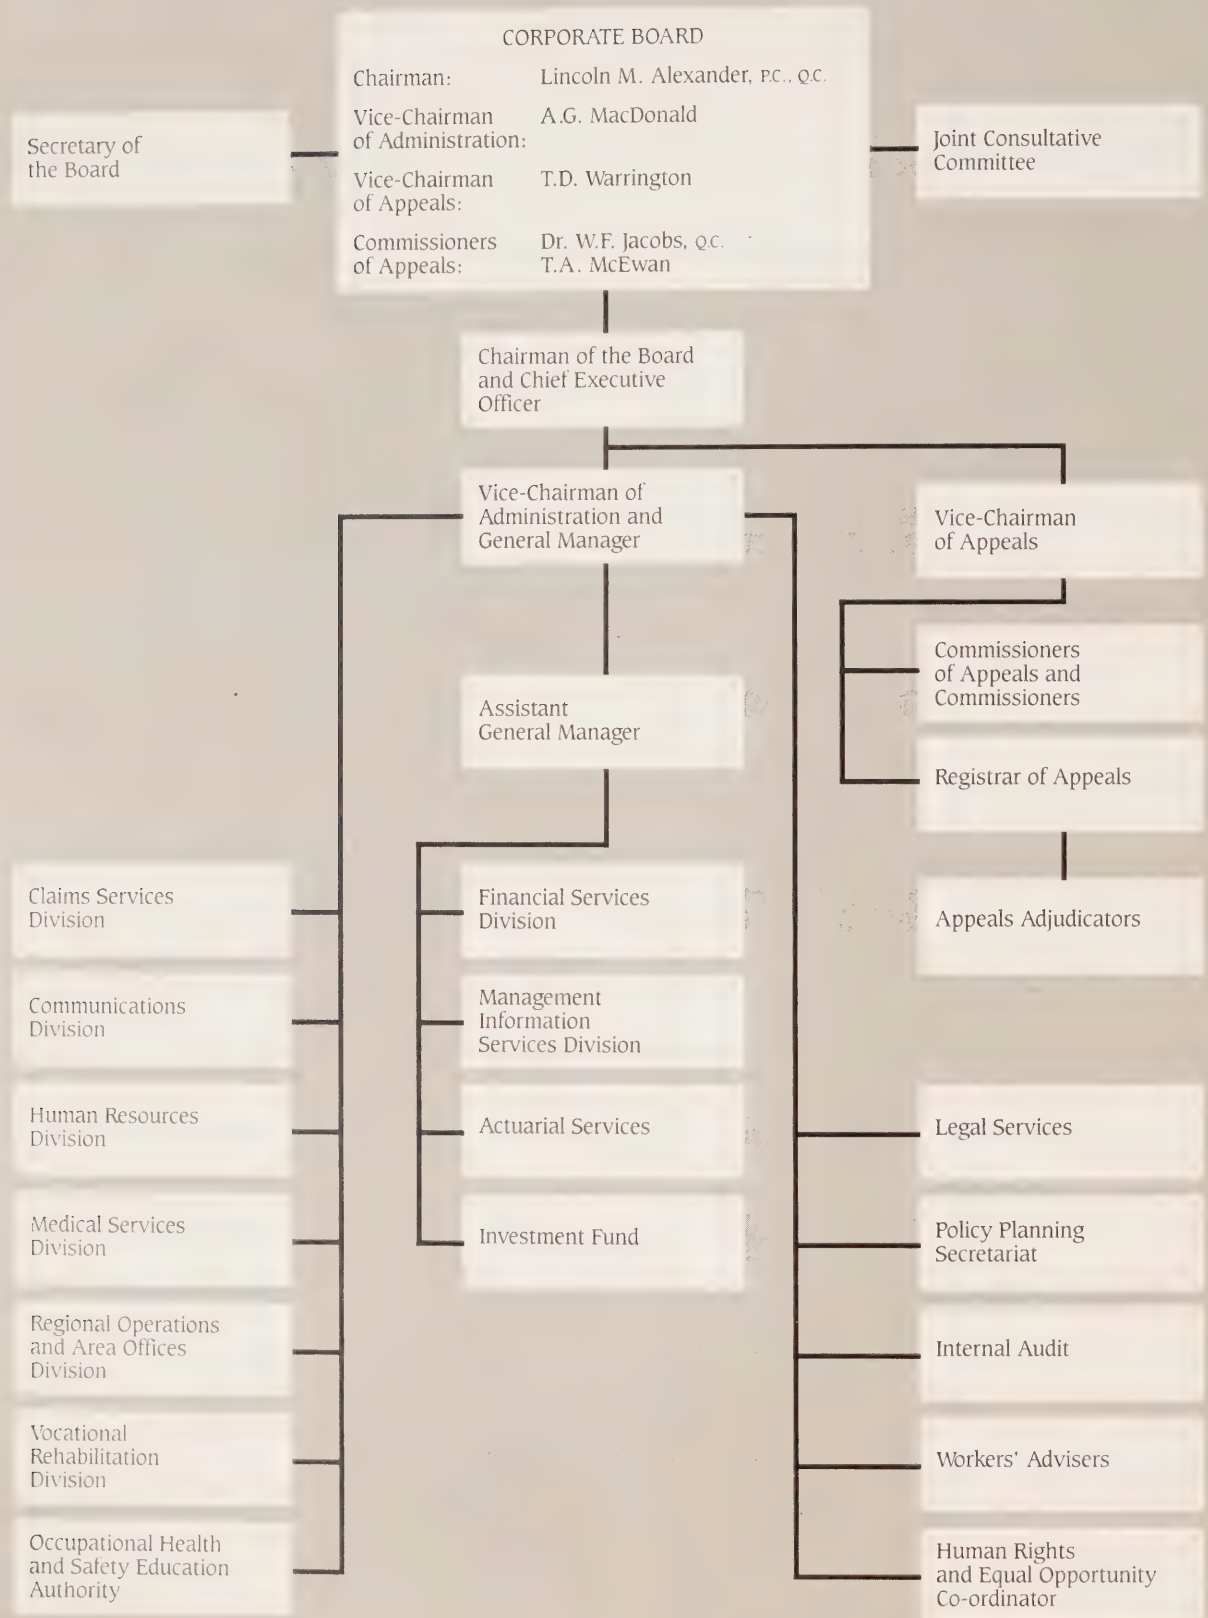 CORPORATE BOARD
Chairman: Lincoln M. Alexander, P.C., Q.C.
Vice-Chairman A.G. MacDonald
of Administration:
Vice-Chairman T.D. Warrington
of Appeals:
Commissioners Dr. W.F. Jacobs, Q.C.
of Appeals: T.A. McEwan
Secretary of
the Board
Joint Consultative
Committee
Chairman of the Board
and Chief Executive
Officer
Vice-Chairman of
Administration and
General Manager
Vice-Chairman
of Appeals
Commissioners
of Appeals and
Commissioners
Assistant
General Manager
Registrar of Appeals
Appeals Adjudicators
Claims Services
Division
Communications
Division
Human Resources
Division
Medical Services
Division
Regional Operations
and Area Offices
Division
Vocational
Rehabilitation
Division
Occupational Health
and Safety Education
Authority
Financial Services
Division
Management
Information
Services Division
Actuarial Services
Investment Fund
Legal Services
Policy Planning
Secretariat
Internal Audit
Workers' Advisers
Human Rights
and Equal Opportunity
Co-ordinator